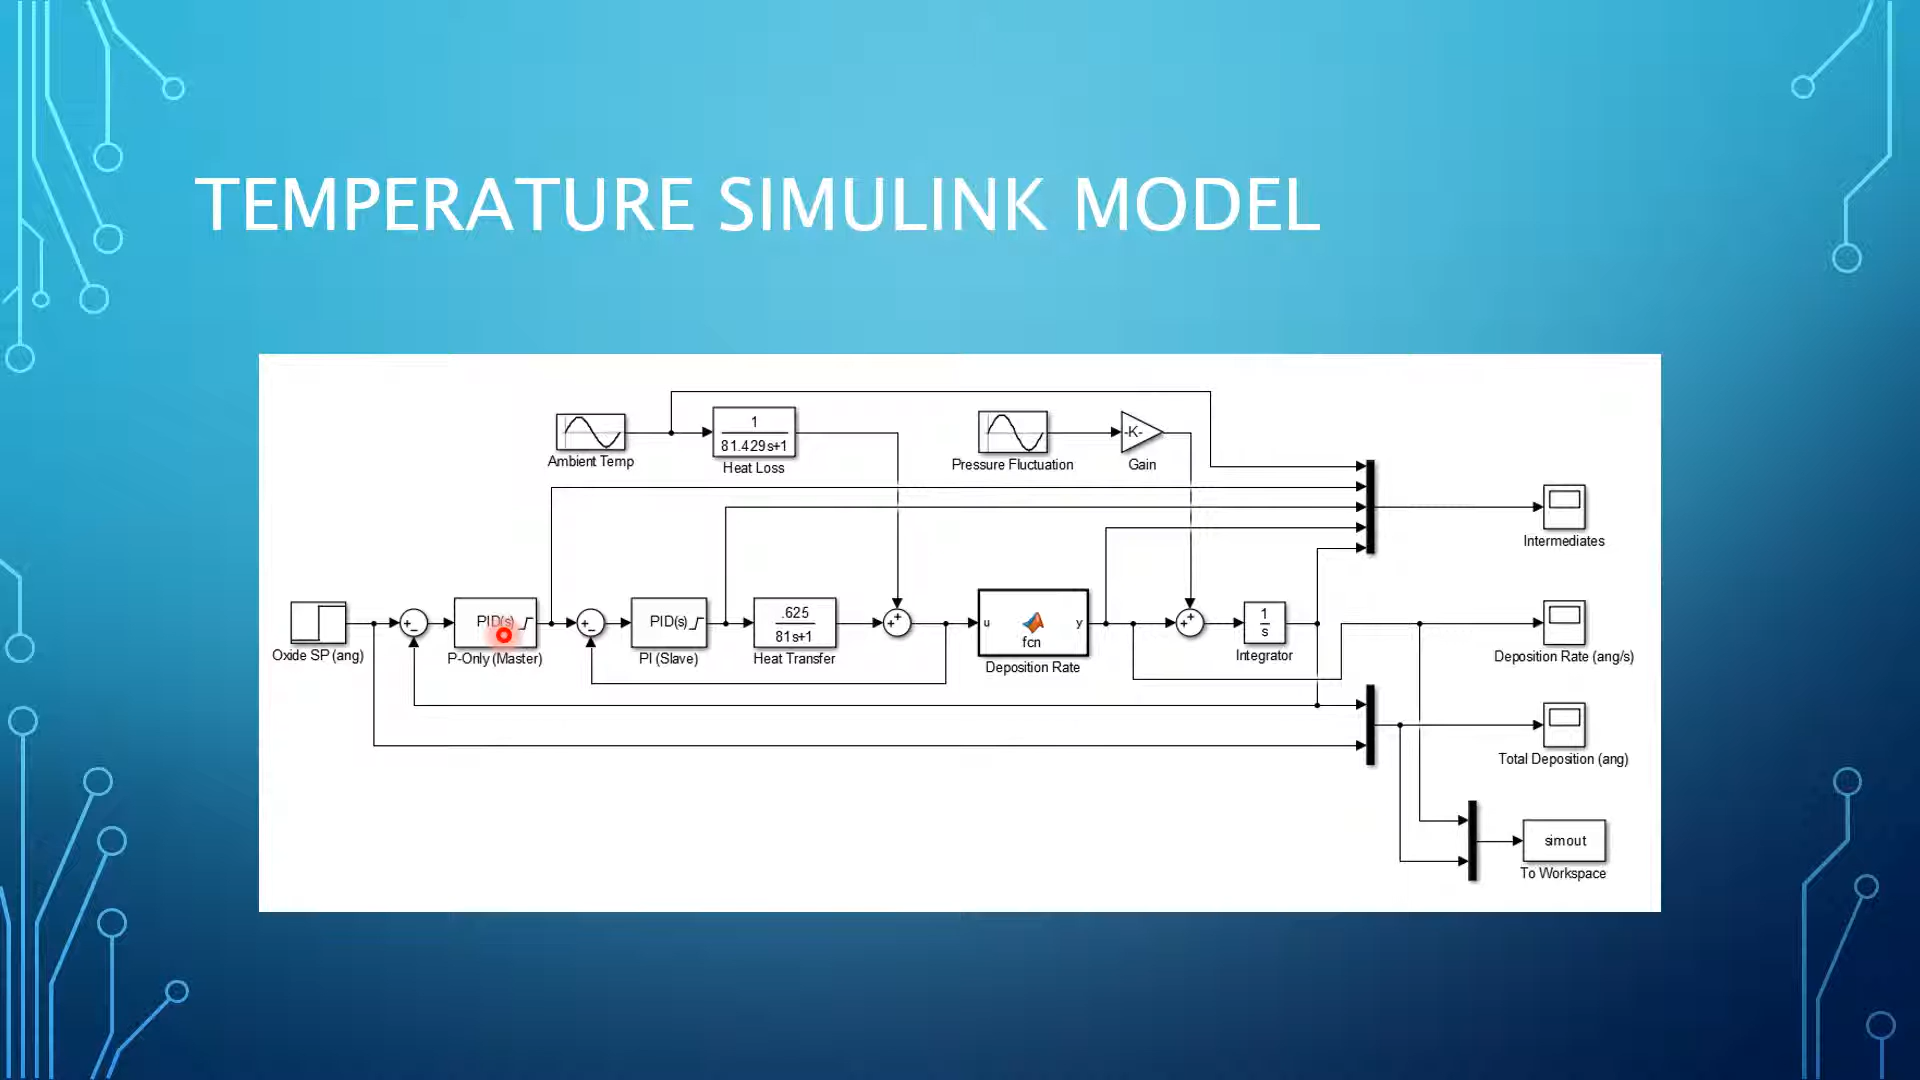 TEMPERATURE SIMULINK MODEL
1
81.429s+1
Ambient Temp
Heat Loss
-K-
Pressure Fluctuation
Gain
Intermediates
+
-
PID(s)
+
-
PID(s)
.625
81s+1
+
+
u
fcn
y
+
+
1
s
Oxide SP (ang)
P-Only (Master)
PI (Slave)
Heat Transfer
Deposition Rate
Integrator
Deposition Rate (ang/s)
Total Deposition (ang)
simout
To Workspace